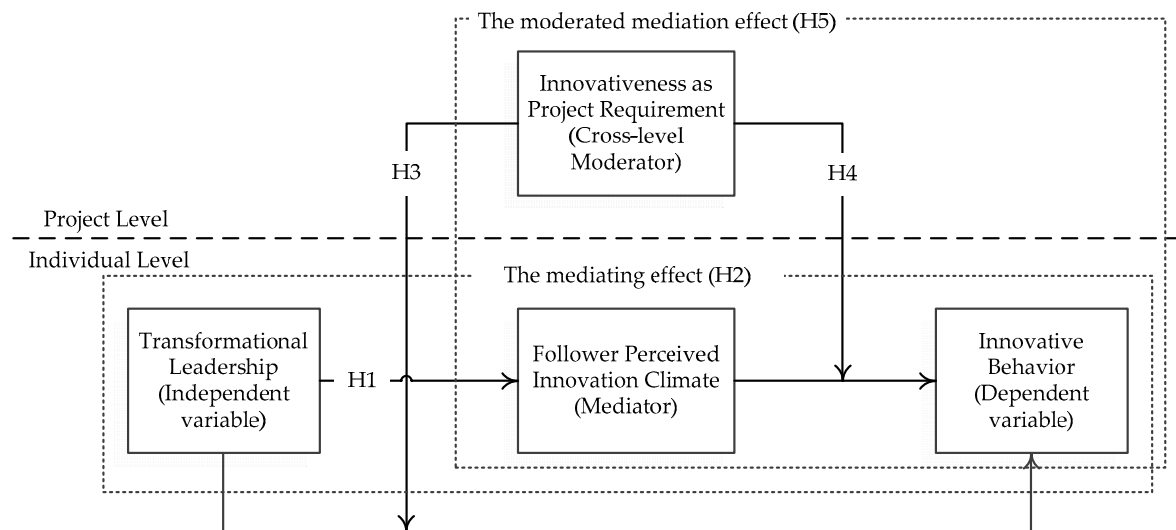 The moderated mediation effect (H5)
Innovativeness as
Project Requirement
(Cross-level
Moderator)
H3
H4
Project Level
Individual Level
The mediating effect (H2)
Transformational
Leadership
(Independent
variable)
H1
Follower Perceived
Innovation Climate
(Mediator)
Innovative
Behavior
(Dependent
variable)